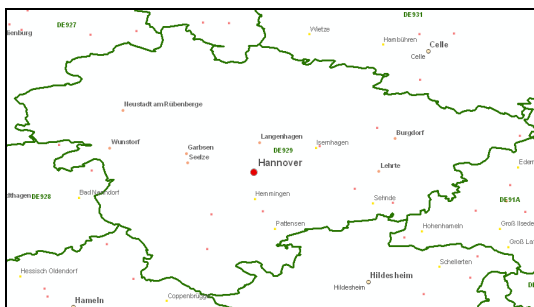 DE927
DE931
Wietze
Hambühren
Celle
Celle
Neustadt am Rübenberge
Wunstorf
Garbsen
Seelze
Langenhagen
DE929
Isernhagen
Burgdorf
Hannover
Lehrte
DE928
Bad Nenndorf
Hemmingen
Sehnde
DE91A
Pattensen
Hohenhameln
Hessisch Oldendorf
Schellerten
Hildesheim
Hildesheim
Coppenbrügge
Hameln